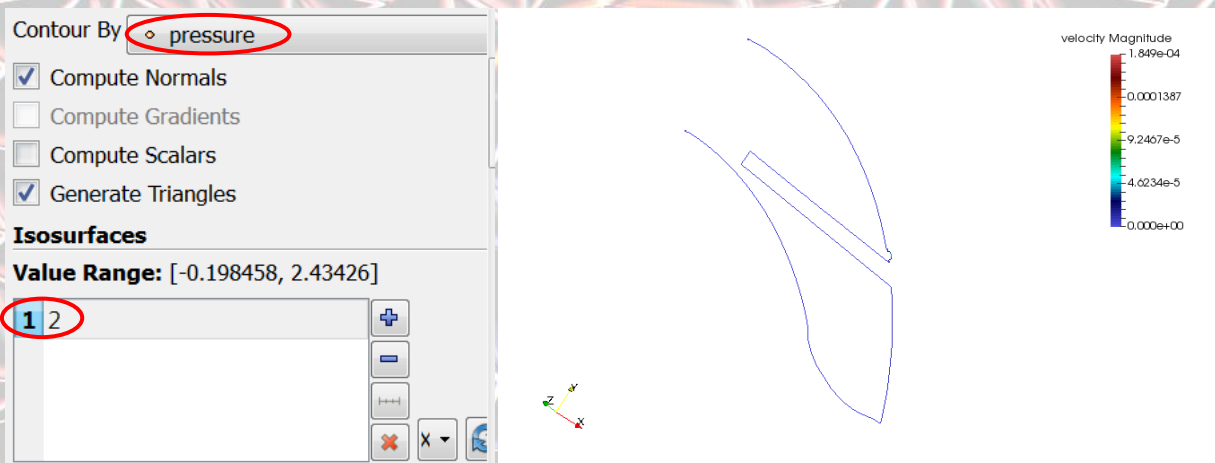 Contour By pressure
Compute Normals
Compute Gradients
Compute Scalars
Generate Triangles
Isosurfaces
Value Range: [-0.198458, 2.43426]
1 2
X
velocity Magnitude
1.849e-04
0.0001387
9.2467e-5
4.6234e-5
0.000e+00
Y
Z
X